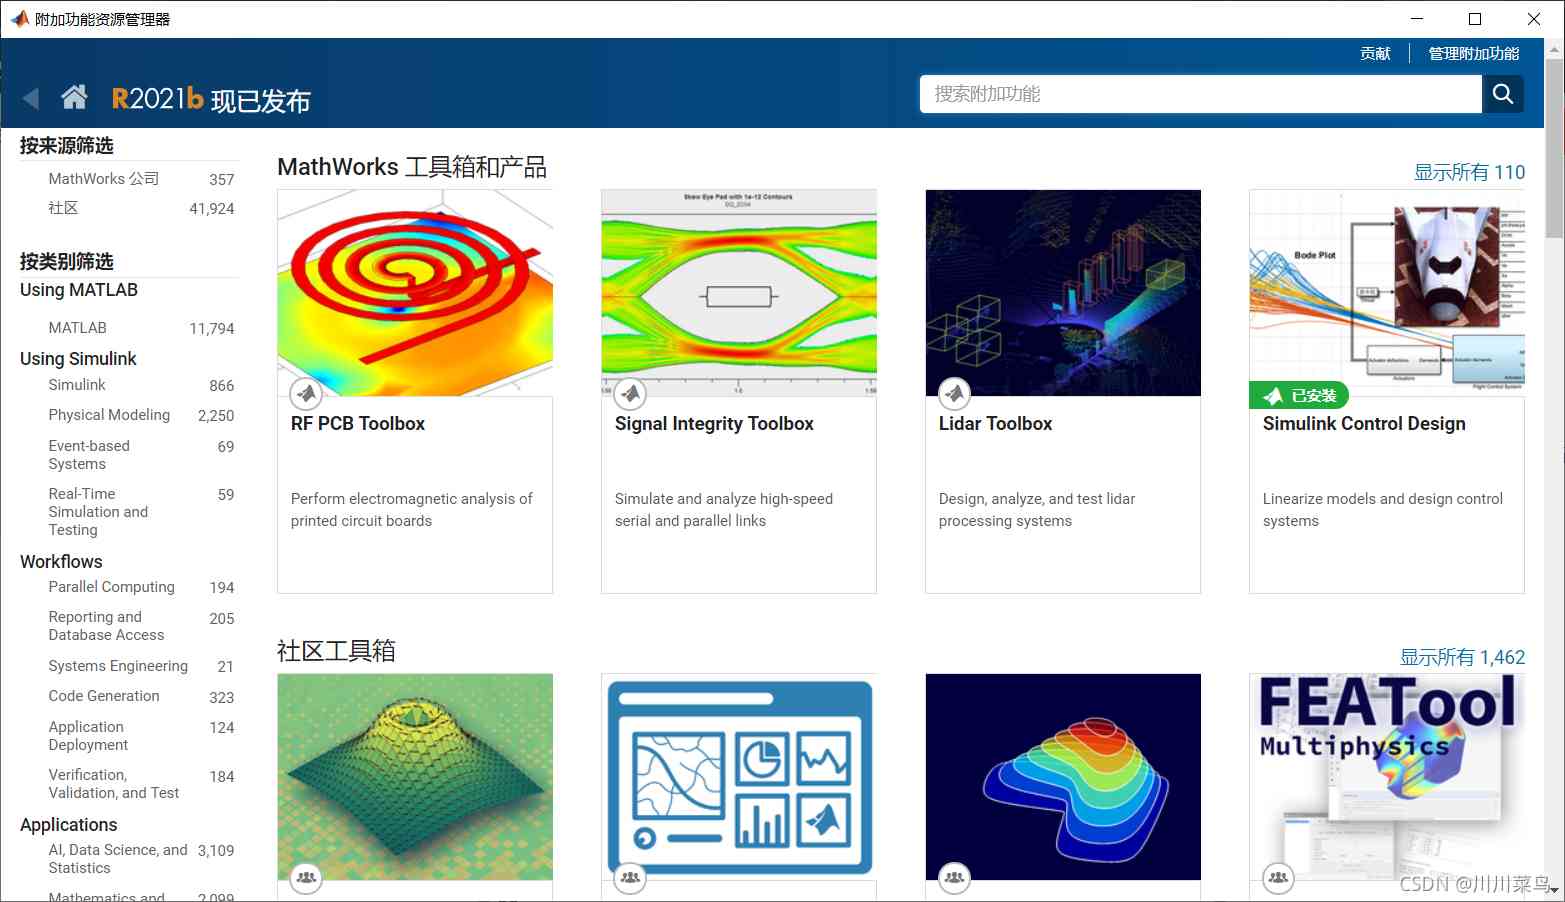 附加功能资源管理器
贡献
管理附加功能
R2021b 现已发布
搜索附加功能
按来源筛选
MathWorks 公司 357
社区 41,924
按类别筛选
Using MATLAB
MATLAB 11,794
Using Simulink
Simulink 866
Physical Modeling 2,250
Event-based 69
Systems
Real-Time 59
Simulation and
Testing
Workflows
Parallel Computing 194
Reporting and 205
Database Access
Systems Engineering 21
Code Generation 323
Application 124
Deployment
Verification, 184
Validation, and Test
Applications
AI, Data Science, and 3,109
Statistics
Mathematics and 2,099
MathWorks 工具箱和产品
显示所有 110
Skew Eye Pad with 1e-12 Contours
Bode Plot
Actuators
Flight Control System
已安装
RF PCB Toolbox
Perform electromagnetic analysis of
printed circuit boards
Signal Integrity Toolbox
Simulate and analyze high-speed
serial and parallel links
Lidar Toolbox
Design, analyze, and test lidar
processing systems
Simulink Control Design
Linearize models and design control
systems
社区工具箱
显示所有 1,462
FEATool
Multiphysics
CSDN @川川菜鸟